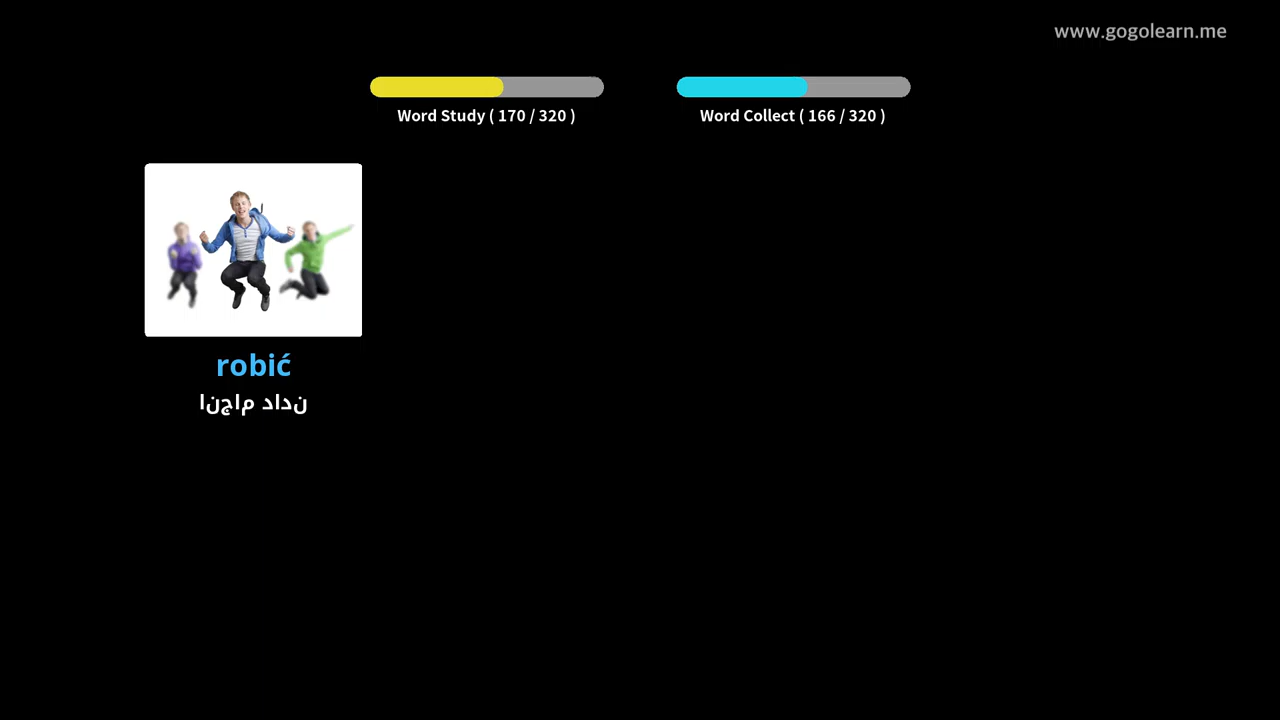 www.gogolearn.me
Word Study ( 170 / 320 )
Word Collect ( 166 / 320 )
robić
انجام دادن